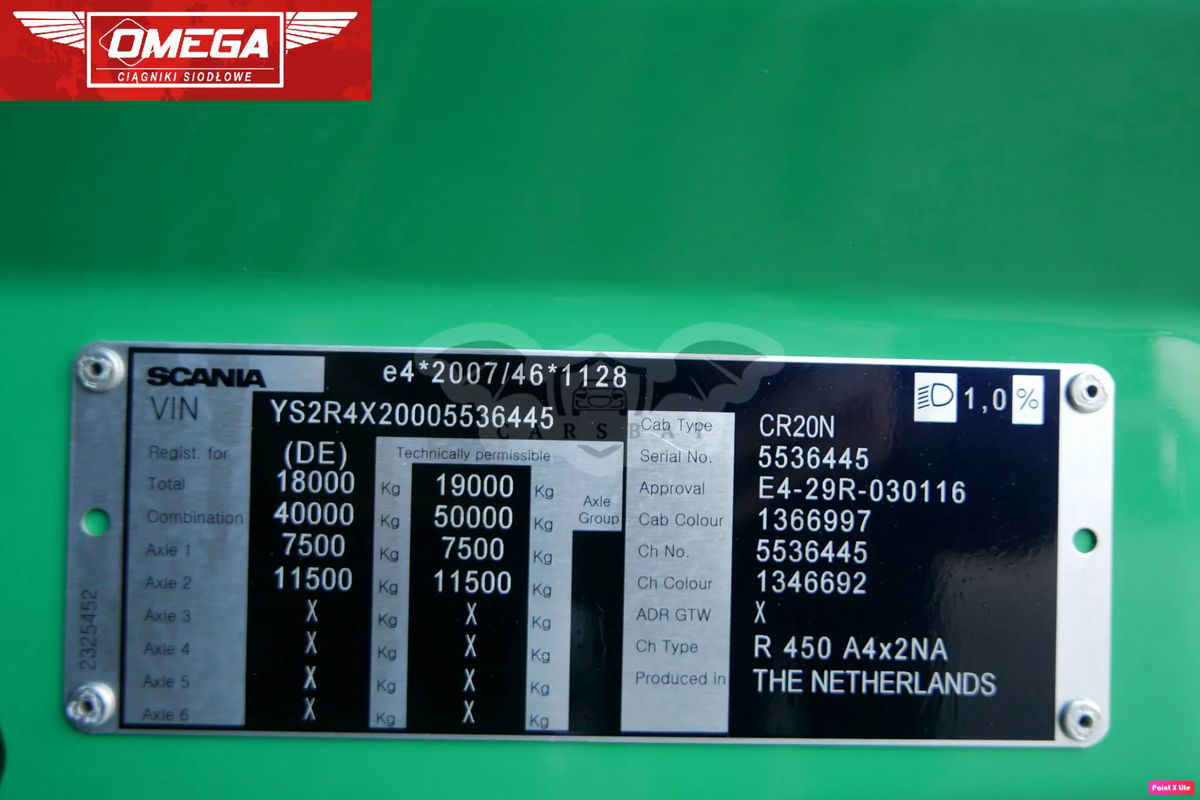 OMEGA
CIĄGNIKI SIODŁOWE
SCANIA
e4*2007/46*1128
1,0 %
VIN YS2R4X20005536445
CARSBAT
Regist. for (DE) Technically permissible
Total 18000 Kg 19000 Kg
Combination 40000 Kg 50000 Kg
Axle Group
Axle 1 7500 Kg 7500 Kg
Axle 2 11500 Kg 11500 Kg
Axle 3 X Kg X Kg
Axle 4 X Kg X Kg
Axle 5 X Kg X Kg
Axle 6 X Kg X Kg
Cab Type CR20N
Serial No. 5536445
Approval E4-29R-030116
Cab Colour 1366997
Ch No. 5536445
Ch Colour 1346692
ADR GTW X
Ch Type R 450 A4x2NA
Produced in THE NETHERLANDS
2325452
Paint X Lite